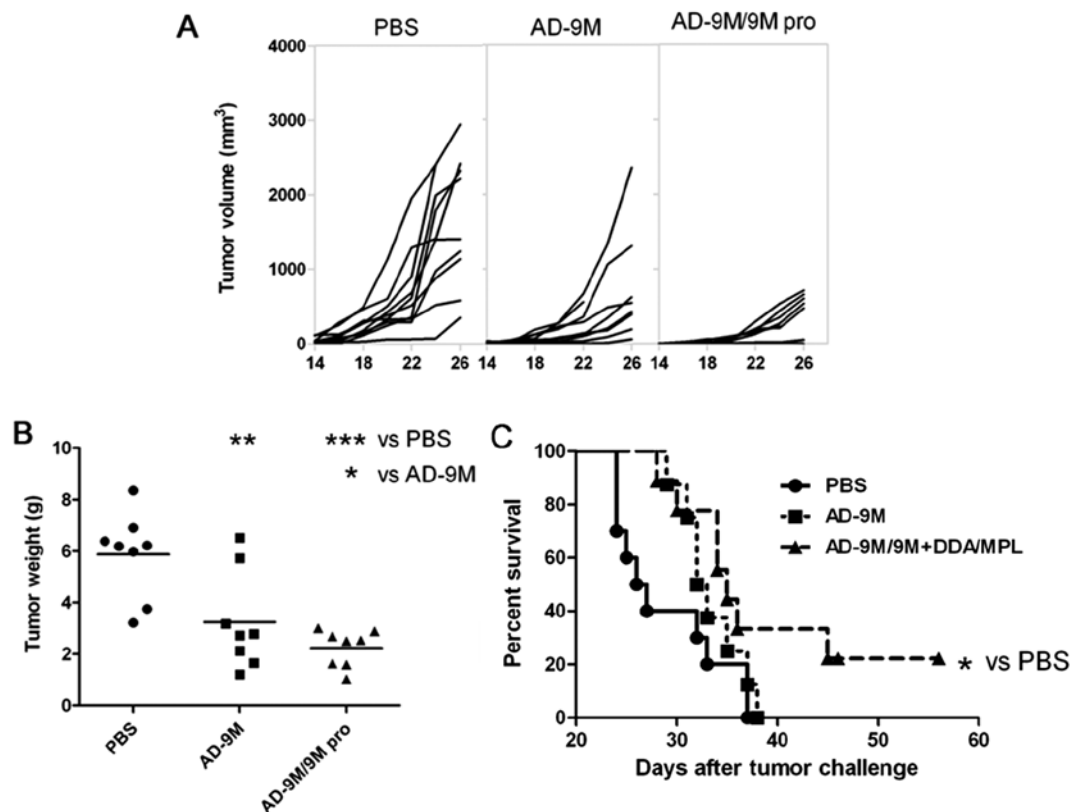 A
PBS
AD-9M
AD-9M/9M pro
Tumor volume (mm³)
4000
3000
2000
1000
0
14 18 22 26
14 18 22 26
14 18 22 26
B
** *** vs PBS
* vs AD-9M
Tumor weight (g)
10
8
6
4
2
0
PBS
AD-9M
AD-9M/9M pro
C
Percent survival
100
80
60
40
20
0
PBS
AD-9M
AD-9M/9M+DDA/MPL
* vs PBS
20 30 40 50 60
Days after tumor challenge